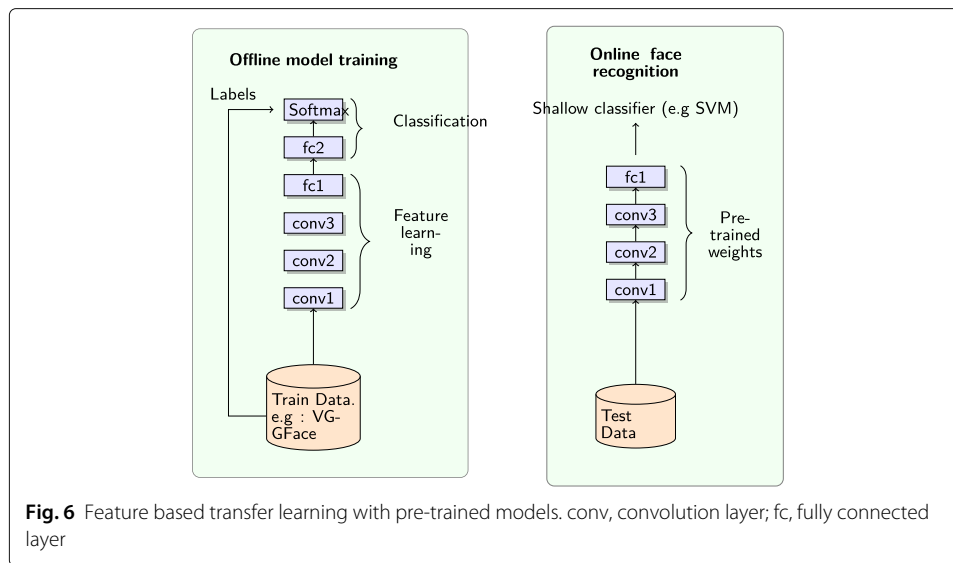 Offline model training
Labels
Softmax
fc2
Classification
fc1
conv3
conv2
conv1
Feature
learn-
ing
Train Data.
e.g : VG-
GFace
Online face
recognition
Shallow classifier (e.g SVM)
fc1
conv3
conv2
conv1
Pre-
trained
weights
Test
Data
Fig. 6 Feature based transfer learning with pre-trained models. conv, convolution layer; fc, fully connected
layer